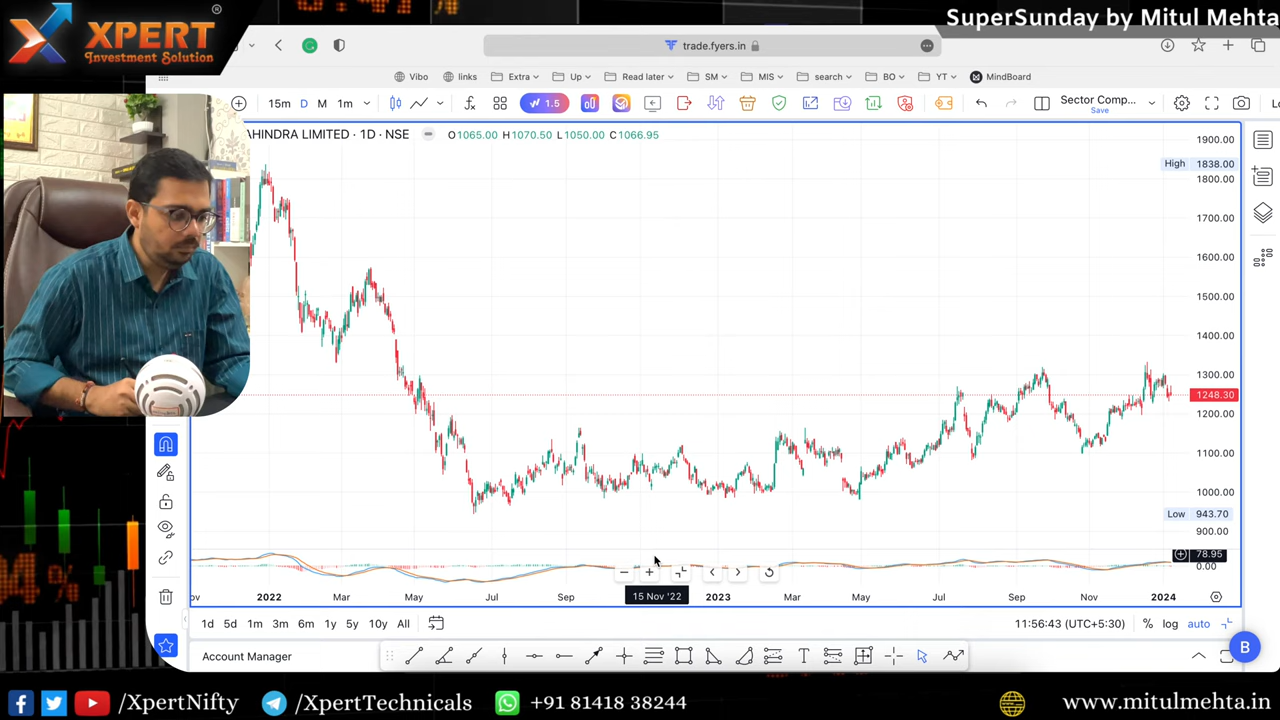 SuperSunday by Mitul Mehta
XPERT
®
Investment Solution
trade.fyers.in
Vibo links Extra Up Read later SM MIS search BO YT MindBoard
15m D M 1m 1.5 Sector Comp... Save
AHINDRA LIMITED · 1D · NSE O1065.00 H1070.50 L1050.00 C1066.95
1900.00
High 1838.00
1800.00
1700.00
1600.00
1500.00
1400.00
1300.00
1248.30
1200.00
1100.00
1000.00
Low 943.70
900.00
78.95
0.00
ov 2022 Mar May Jul Sep 15 Nov '22 2023 Mar May Jul Sep Nov 2024
1d 5d 1m 3m 6m 1y 5y 10y All 11:56:43 (UTC+5:30) % log auto
Account Manager
B
/XpertNifty /XpertTechnicals +91 81418 38244 www.mitulmehta.in